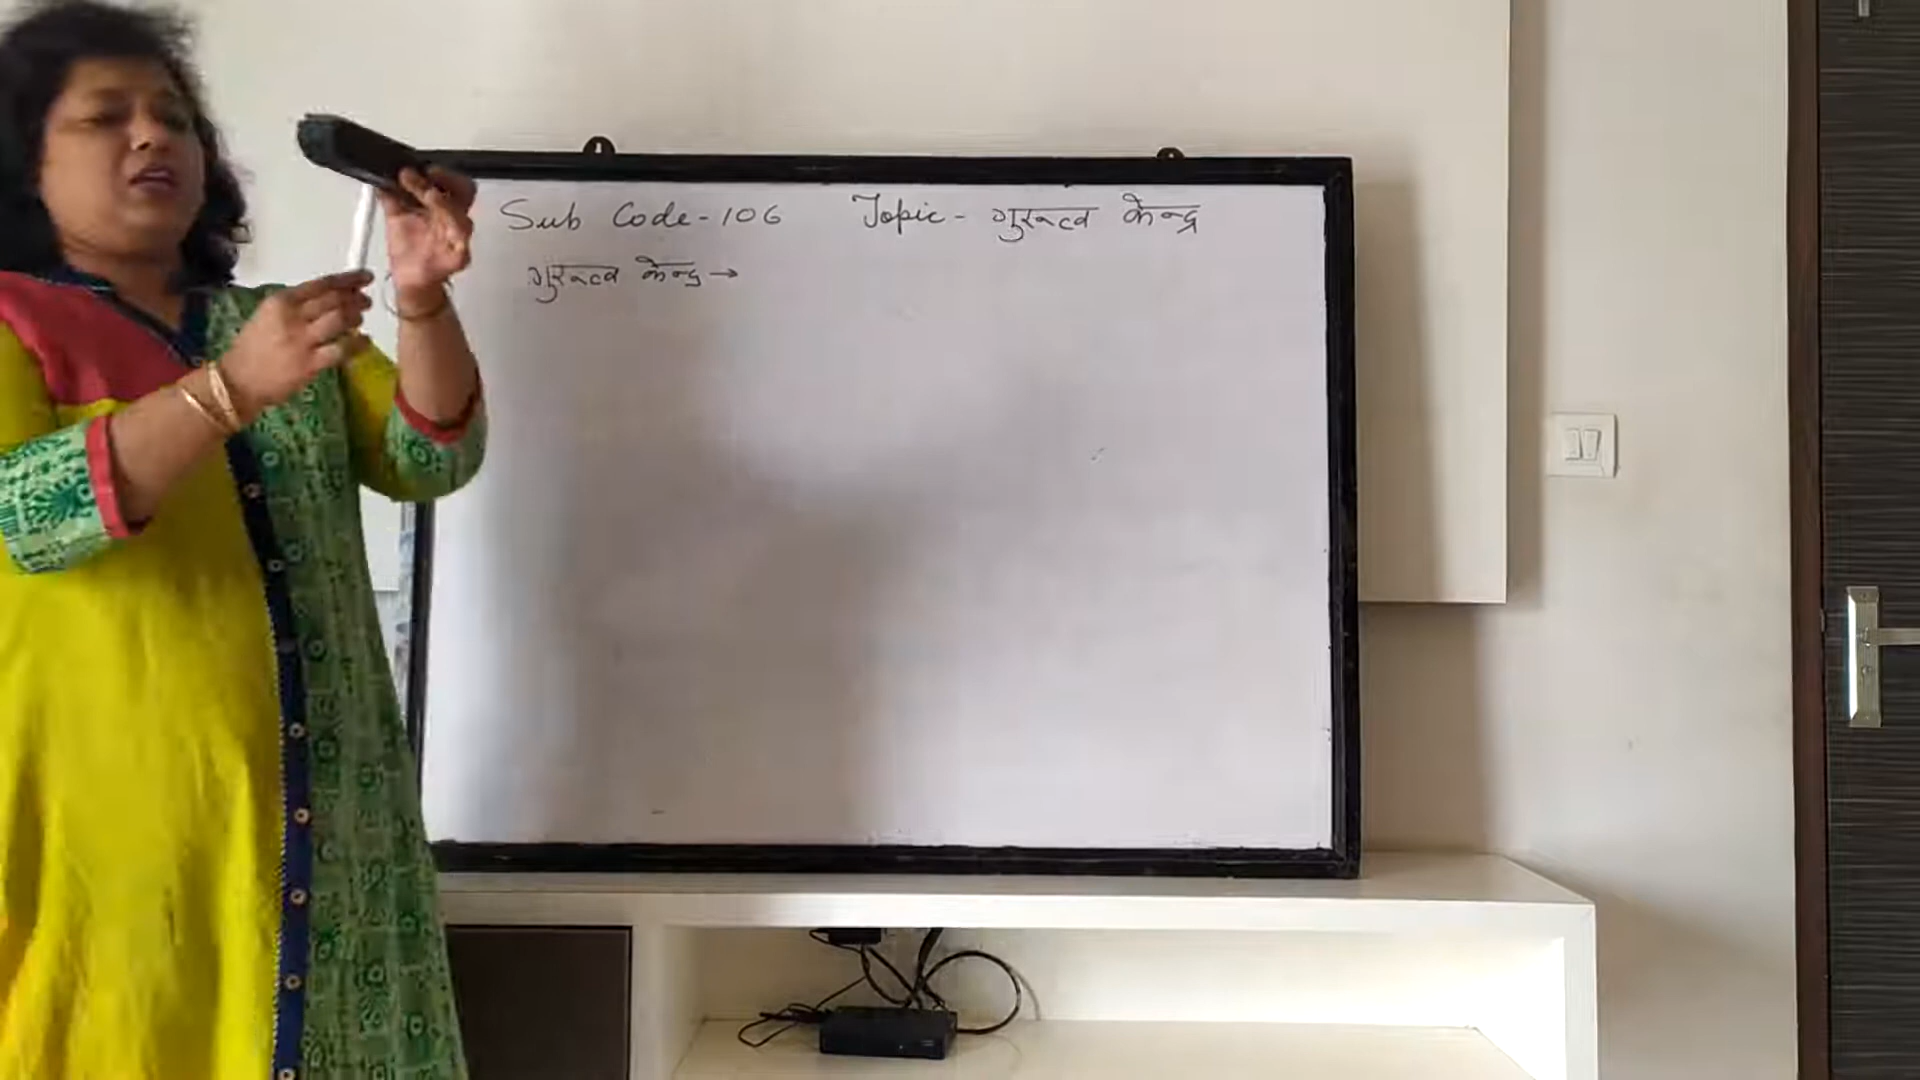 Sub Code-106 Topic- गुरुत्व केन्द्र
गुरुत्व केन्द्र →